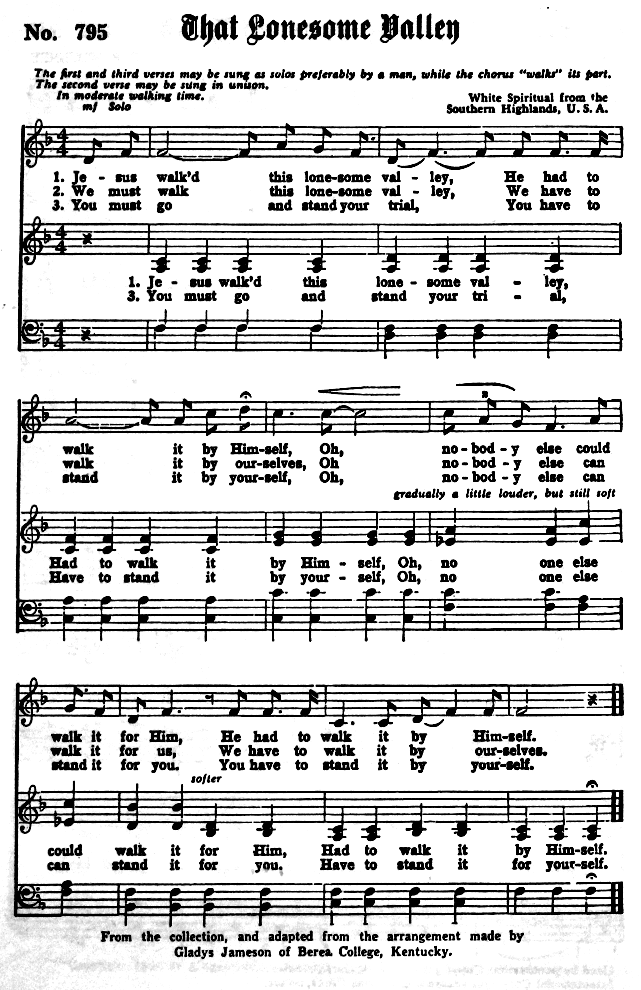 No. 795 That Lonesome Valley
The first and third verses may be sung as solos preferably by a man, while the chorus "walks" its part.
The second verse may be sung in unison.
In moderate walking time.
mf Solo
White Spiritual from the
Southern Highlands, U. S. A.
1. Je - sus walk'd this lone-some val - ley, He had to
2. We must walk this lone-some val - ley, We have to
3. You must go and stand your trial, You have to
1. Je - sus walk'd this lone - some val - ley,
3. You must go and stand your tri - al,
walk it by Him-self, Oh, no-bod-y else could
walk it by our-selves, Oh no-bod-y else can
stand it by your-self, Oh, no-bod-y else can
gradually a little louder, but still soft
Had to walk it by Him - self, Oh, no one else
Have to stand it by your - self, Oh, no one else
walk it for Him, He had to walk it by Him-self.
walk it for us, We have to walk it by our-selves.
stand it for you. You have to stand it by your-self.
softer
could walk it for Him, Had to walk it by Him-self.
can stand it for you. Have to stand it for your-self.
From the collection, and adapted from the arrangement made by
Gladys Jameson of Berea College, Kentucky.